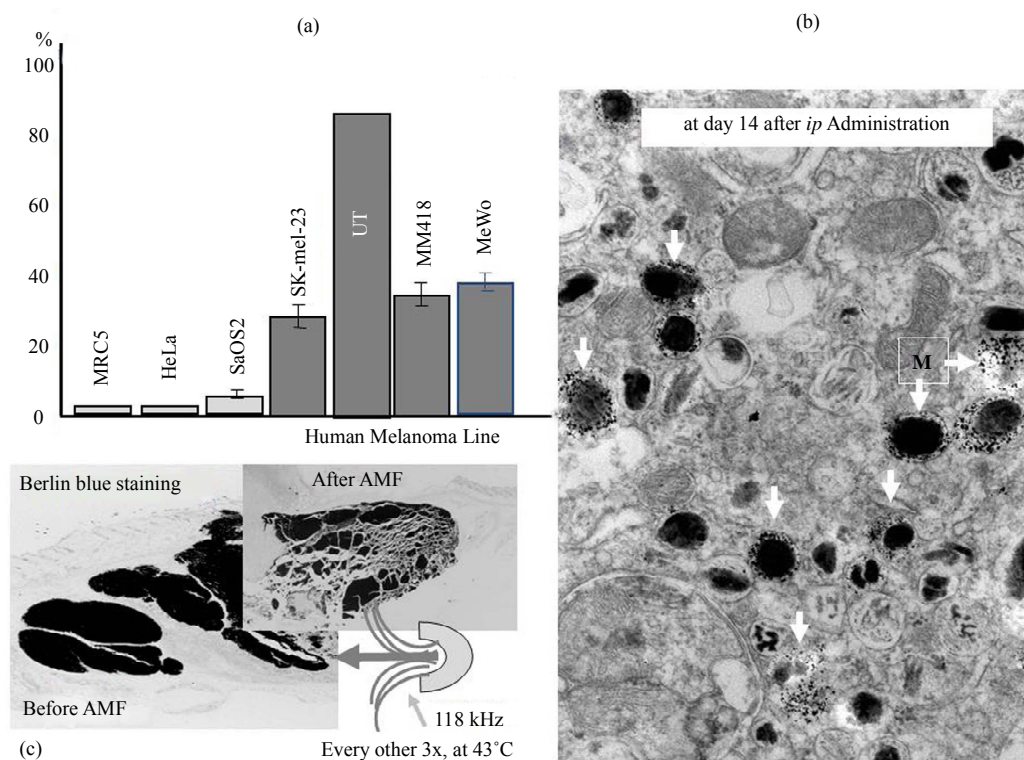 (a)
%
100
80
60
40
20
0
MRC5
HeLa
SaOS2
SK-mel-23
UT
MM418
MeWo
Human Melanoma Line
(b)
at day 14 after ip Administration
M
Berlin blue staining
After AMF
Before AMF
118 kHz
(c)
Every other 3x, at 43˚C